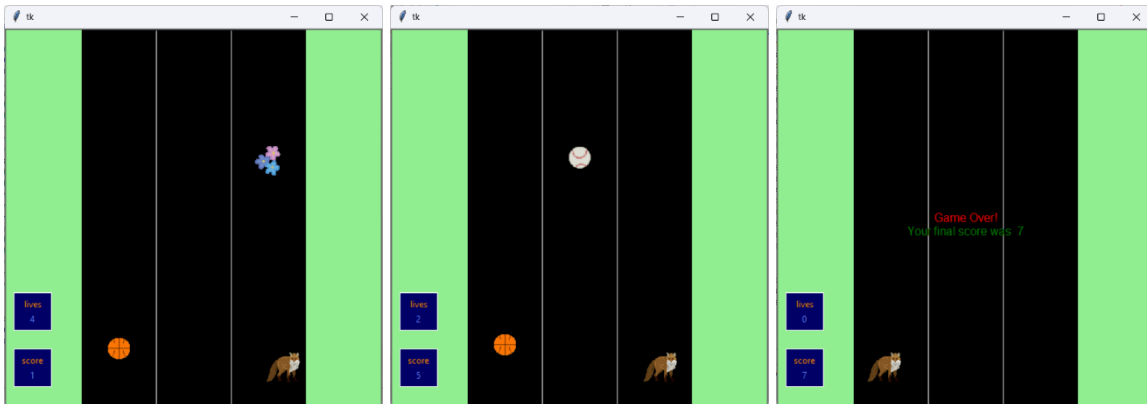 tk
lives
4
score
1
tk
lives
2
score
5
tk
Game Over!
Your final score was 7
lives
0
score
7